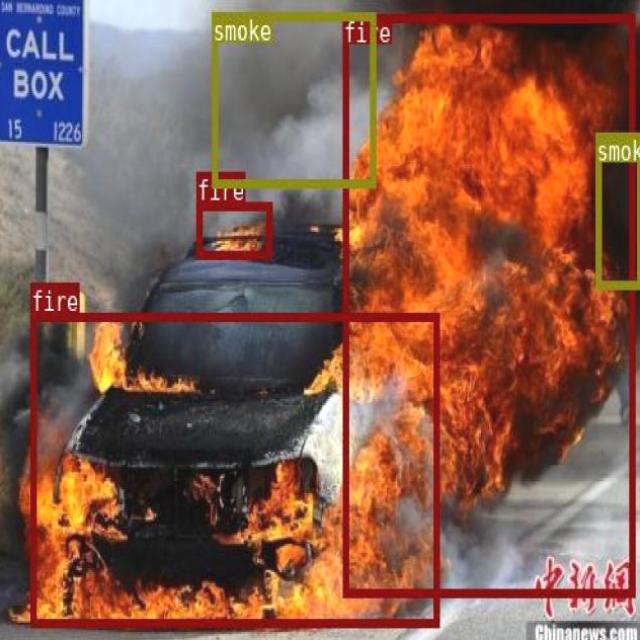 SAN BERNARDINO COUNTY
CALL
BOX
15 1226
smoke
fire
smok
fire
fire
中新网
Chinanews.com